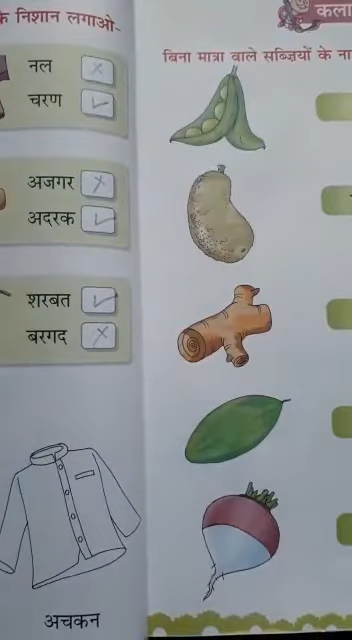 निशान लगाओ-
नल
चरण
अजगर
अदरक
शरबत
बरगद
अचकन
कला
बिना मात्रा वाले सब्ज़ियों के ना